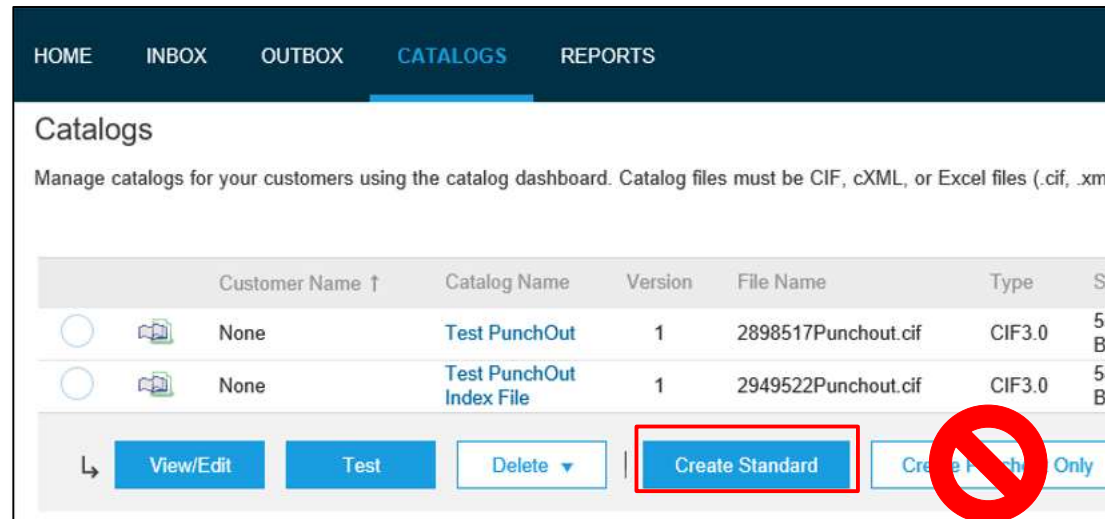 HOME INBOX OUTBOX CATALOGS REPORTS
Catalogs
Manage catalogs for your customers using the catalog dashboard. Catalog files must be CIF, cXML, or Excel files (.cif, .xm
Customer Name ↑ Catalog Name Version File Name Type S
None Test PunchOut 1 2898517Punchout.cif CIF3.0 5
B
None Test PunchOut Index File 1 2949522Punchout.cif CIF3.0 5
B
View/Edit Test Delete ▼ | Create Standard Only